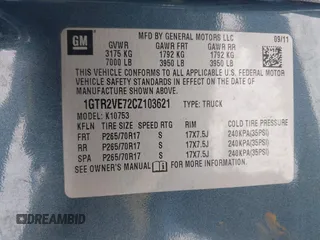 GM
MFD BY GENERAL MOTORS LLC
09/11
GVWR GAWR FRT GAWR RR
3175 KG 1792 KG 1792 KG
7000 LB 3950 LB 3950 LB
THIS VEHICLE CONFORMS TO ALL APPLICABLE U.S. FEDERAL
MOTOR VEHICLE SAFETY STANDARDS IN EFFECT ON
THE DATE OF MANUFACTURE SHOWN ABOVE.
1GTR2VE72CZ103621 TYPE: TRUCK
MODEL: K10753
KFLN TIRE SIZE SPEED RTG RIM COLD TIRE PRESSURE
FRT P265/70R17 S 17X7.5J 240KPA(35PSI)
RR P265/70R17 S 17X7.5J 240KPA(35PSI)
SPA P265/70R17 S 17X7.5J 240KPA(35PSI)
SEE OWNER'S MANUAL FOR ADDITIONAL INFORMATION
DREAMBID